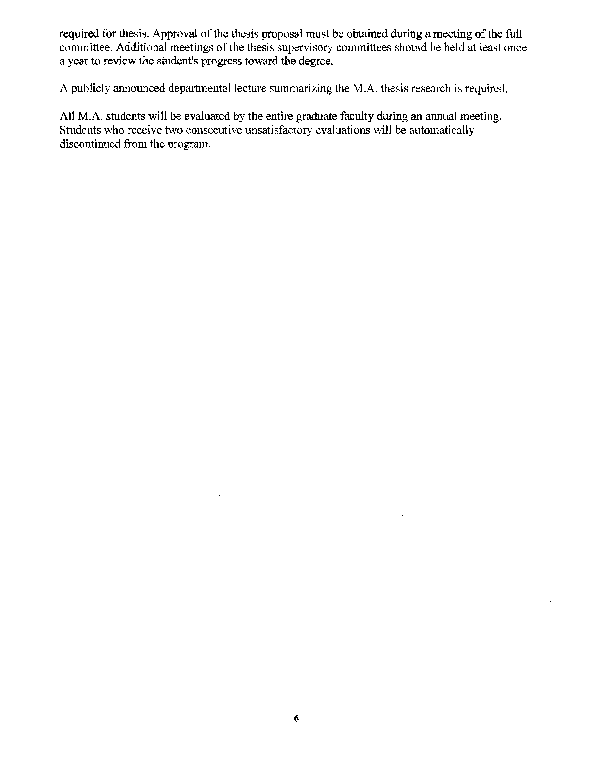 required for thesis. Approval of the thesis proposal must be obtained during a meeting of the full
committee. Additional meetings of the thesis supervisory committees should be held at least once
a year to review the student's progress toward the degree.
A publicly announced departmental lecture summarizing the M.A. thesis research is required.
All M.A. students will be evaluated by the entire graduate faculty during an annual meeting.
Students who receive two consecutive unsatisfactory evaluations will be automatically
discontinued from the program.
6